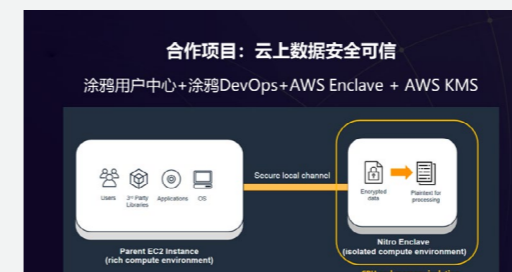 合作项目：云上数据安全可信
涂鸦用户中心+涂鸦DevOps+AWS Enclave + AWS KMS
Secure local channel
Users
3rd Party
Libraries
Applications
OS
Encrypted
data
Plaintext for
processing
Parent EC2 Instance
(rich compute environment)
Nitro Enclave
(isolated compute environment)